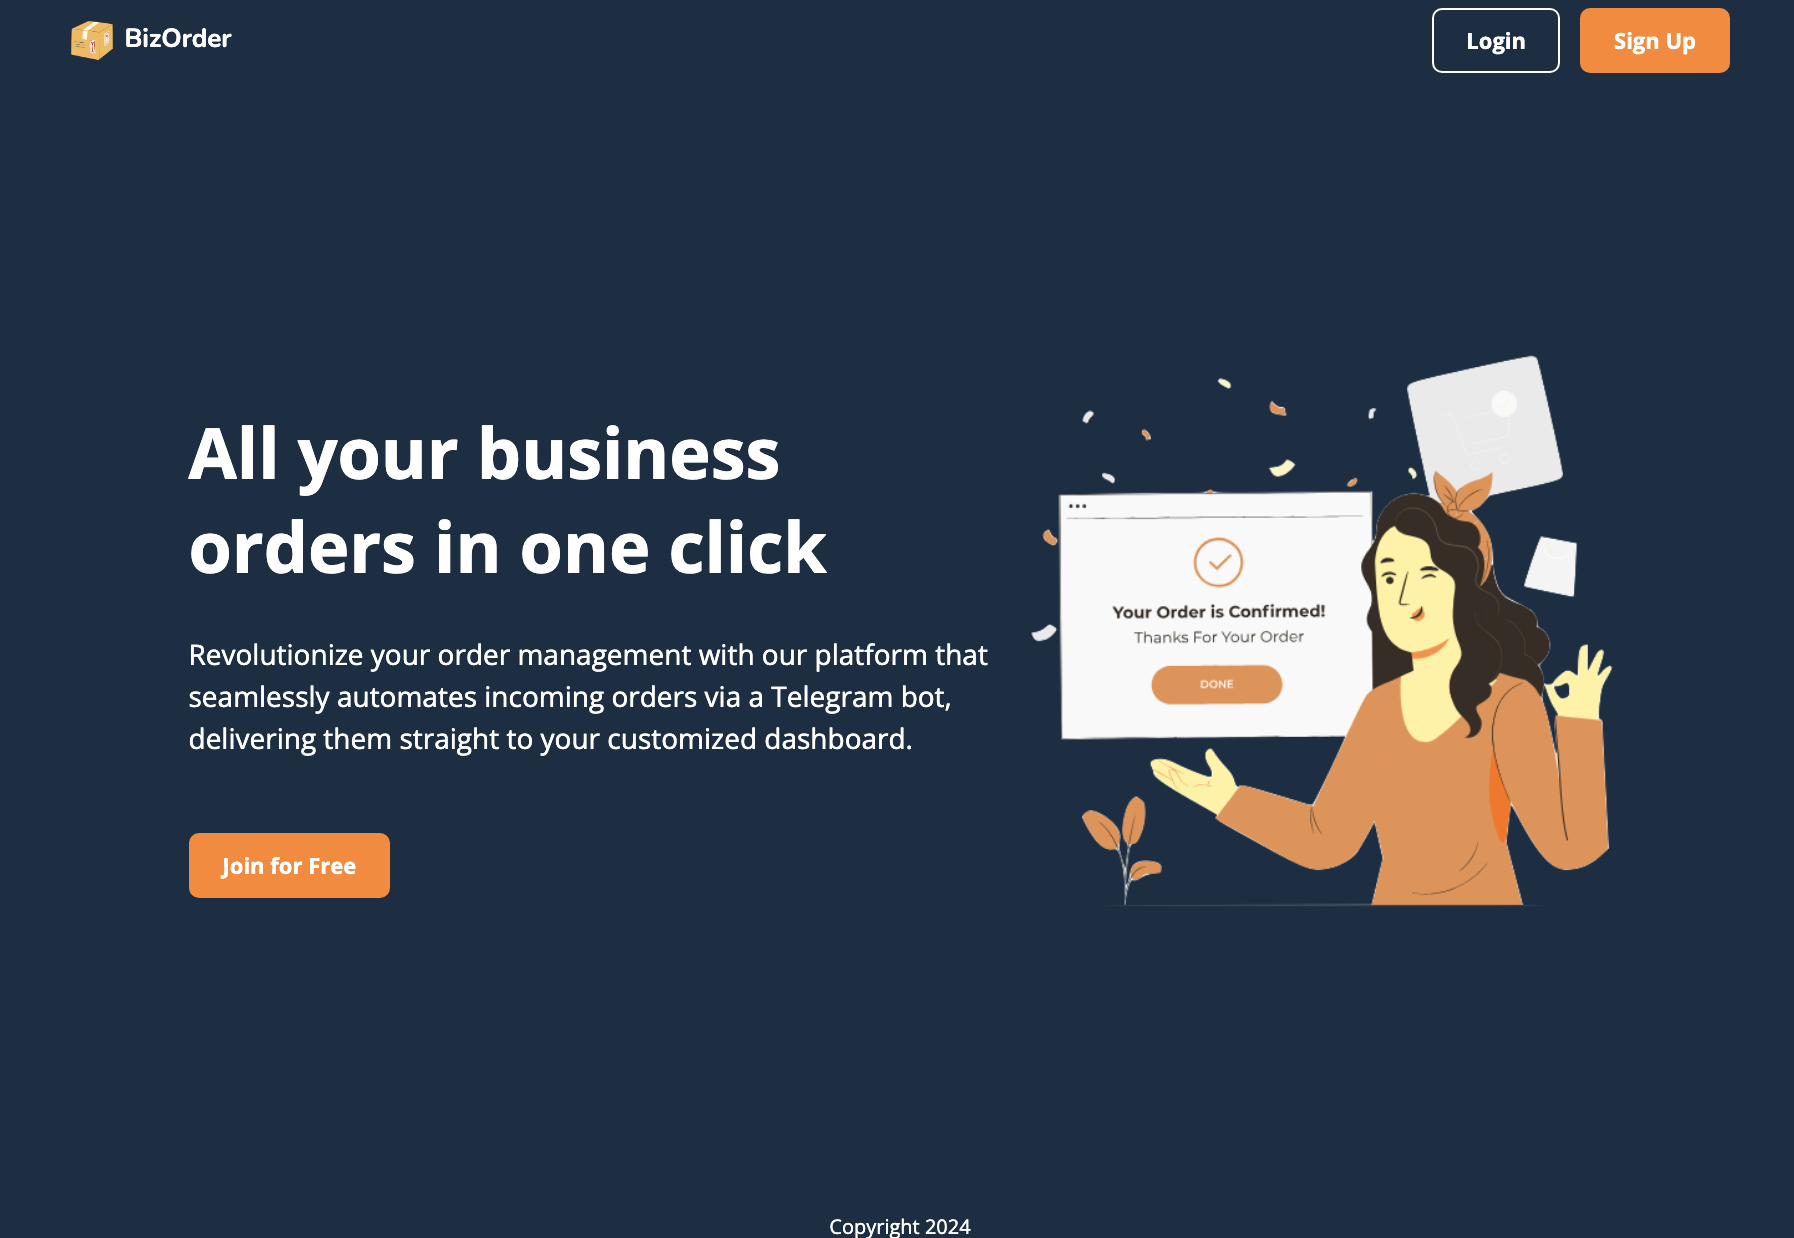 BizOrder
Login
Sign Up
All your business
orders in one click
Revolutionize your order management with our platform that
seamlessly automates incoming orders via a Telegram bot,
delivering them straight to your customized dashboard.
Join for Free
Your Order is Confirmed!
Thanks For Your Order
DONE
Copyright 2024